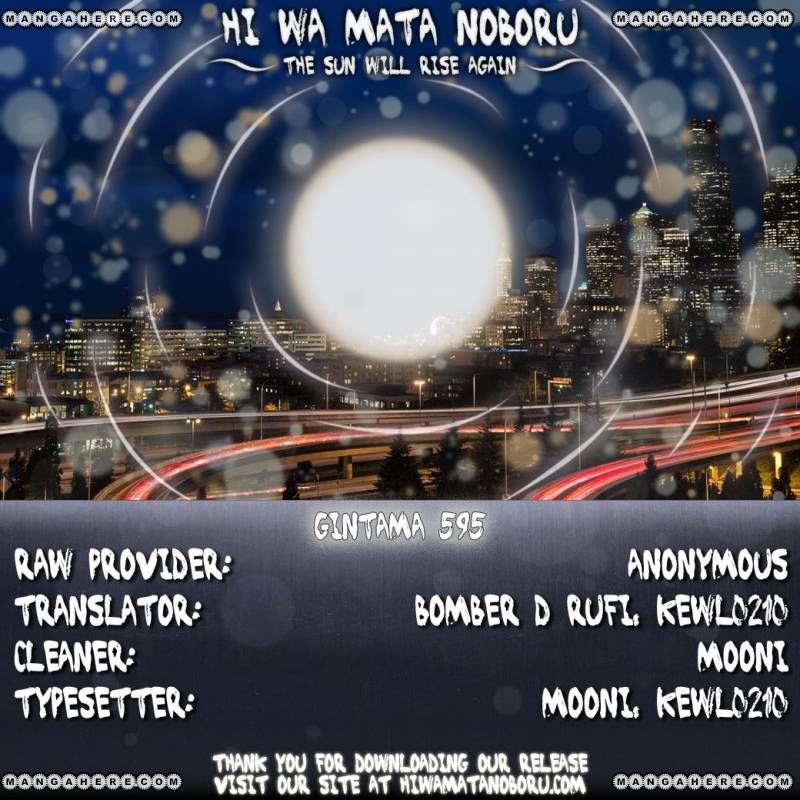 MANGAHERE.COM MANGAHERE.COM
HI WA MATA NOBORU
THE SUN WILL RISE AGAIN
GINTAMA 595
RAW PROVIDER: ANONYMOUS
TRANSLATOR: BOMBER D RUFI, KEWL0210
CLEANER: MOONI
TYPESETTER: MOONI, KEWL0210
THANK YOU FOR DOWNLOADING OUR RELEASE
VISIT OUR SITE AT HIWAMATANOBORU.COM
MANGAHERE.COM MANGAHERE.COM